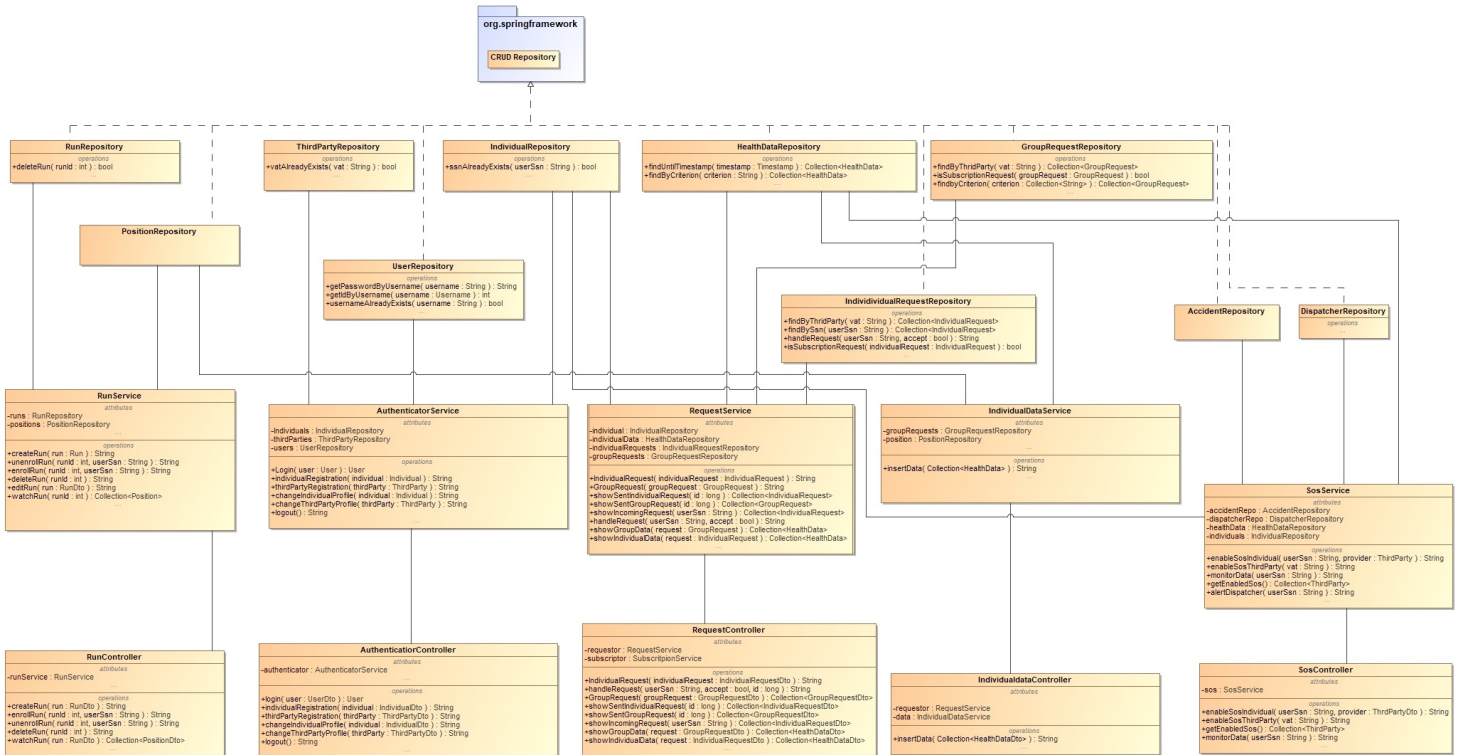 org.springframework
CRUD Repository
RunRepository
operations
+deleteRun( runId : int ) : bool
...
ThirdPartyRepository
operations
+vatAlreadyExists( vat : String ) : bool
...
IndividualRepository
operations
+ssnAlreadyExists( userSsn : String ) : bool
...
HealthDataRepository
operations
+findUntilTimestamp( timestamp : Timestamp ) : Collection<HealthData>
+findByCriterion( criterion : String ) : Collection<HealthData>
...
GroupRequestRepository
operations
+findByThridParty( vat : String ) : Collection<GroupRequest>
+isSubscriptionRequest( groupRequest : GroupRequest ) : bool
+findbyCriterion( criterion : Collection<String> ) : Collection<GroupRequest>
...
PositionRepository
UserRepository
operations
+getPasswordByUsername( username : String ) : String
+getIdByUsername( username : Username ) : int
+usernameAlreadyExists( username : String ) : bool
IndividividualRequestRepository
operations
+findByThridParty( vat : String ) : Collection<IndividualRequest>
+findBySsn( userSsn : String ) : Collection<IndividualRequest>
+handleRequest( userSsn : String, accept : bool ) : String
+isSubscriptionRequest( individualRequest : IndividualRequest ) : bool
...
AccidentRepository
DispatcherRepository
operations
...
RunService
attributes
-runs : RunRepository
-positions : PositionRepository
...
operations
+createRun( run : Run ) : String
+unenrollRun( runId : int, userSsn : String ) : String
+enrollRun( runId : int, userSsn : String ) : String
+deleteRun( runId : int ) : String
+editRun( run : RunDto ) : String
+watchRun( runId : int ) : Collection<Position>
...
AuthenticatorService
attributes
-Individuals : IndividualRepository
-thirdParties : ThirdPartyRepository
-users : UserRepository
operations
+Login( user : User ) : User
+individualRegistration( individual : Individual ) : String
+thirdPartyRegistration( thirdParty : ThirdParty ) : String
+changeIndividualProfile( individual : Individual ) : String
+changeThirdPartyProfile( thirdParty : ThirdParty ) : String
+logout() : String
...
RequestService
attributes
-individual : IndividualRepository
-individualData : HealthDataRepository
-individualRequests : IndividualRequestRepository
-groupRequests : GroupRequestRepository
operations
+IndividualRequest( individualRequest : IndividualRequest ) : String
+GroupRequest( groupRequest : GroupRequest ) : String
+showSentIndividualRequest( id : long ) : Collection<IndividualRequest>
+showSentGroupRequest( id : long ) : Collection<GroupRequest>
+showIncomingRequest( userSsn : String ) : Collection<IndividualRequest>
+handleRequest( userSsn : String, accept : bool ) : String
+showGroupData( request : GroupRequest ) : Collection<HealthData>
+showIndividualData( request : IndividualRequest ) : Collection<HealthData>
...
IndividualDataService
attributes
-groupRequests : GroupRequestRepository
-position : PositionRepository
operations
+insertData( Collection<HealthData> ) : String
...
SosService
attributes
-accidentRepo : AccidentRepository
-dispatcherRepo : DispatcherRepository
-healthData : HealthDataRepository
-individuals : IndividualRepository
operations
+enableSosIndividual( userSsn : String, provider : ThirdParty ) : String
+enableSosThirdParty( vat : String ) : String
+monitorData( userSsn : String ) : String
+getEnabledSos() : Collection<ThirdParty>
+alertDispatcher( userSsn : String ) : String
...
RunController
attributes
-runService : RunService
operations
+createRun( run : RunDto ) : String
+enrollRun( runId : int, userSsn : String ) : String
+unenrollRun( runId : int, userSsn : String ) : String
+deleteRun( runId : int ) : String
+watchRun( run : RunDto ) : Collection<PositionDto>
AuthenticatiorController
attributes
-authenticator : AuthenticatorService
operations
+login( user : UserDto ) : User
+individualRegistration( individual : IndividualDto ) : String
+thirdPartyRegistration( thirdParty : ThirdPartyDto ) : String
+changeIndividualProfile( individual : IndividualDto ) : String
+changeThirdPartyProfile( thirdParty : ThirdPartyDto ) : String
+logout() : String
RequestController
attributes
-requestor : RequestService
-subscriptor : SubscritpionService
operations
+IndividualRequest( individualRequest : IndividualRequestDto ) : String
+handleRequest( userSsn : String, accept : bool, id : long ) : String
+GroupRequest( groupRequest : GroupRequestDto ) : Collection<GroupRequestDto>
+showSentIndividualRequest( id : long ) : Collection<IndividualRequestDto>
+showSentGroupRequest( id : long ) : Collection<GroupRequestDto>
+showIncomingRequest( userSsn : String ) : Collection<IndividualRequestDto>
+showGroupData( request : GroupRequestDto ) : Collection<HealthDataDto>
+showIndividualData( request : IndividualRequestDto ) : Collection<HealthDataDto>
IndividualdataController
attributes
-requestor : RequestService
-data : IndividualDataService
operations
+insertData( Collection<HealthDataDto> ) : String
SosController
attributes
-sos : SosService
operations
+enableSosIndividual( userSsn : String, provider : ThirdPartyDto ) : String
+enableSosThirdParty( vat : String ) : String
+getEnabledSos() : Collection<ThirdPartyDto>
+monitorData( userSsn : String ) : String